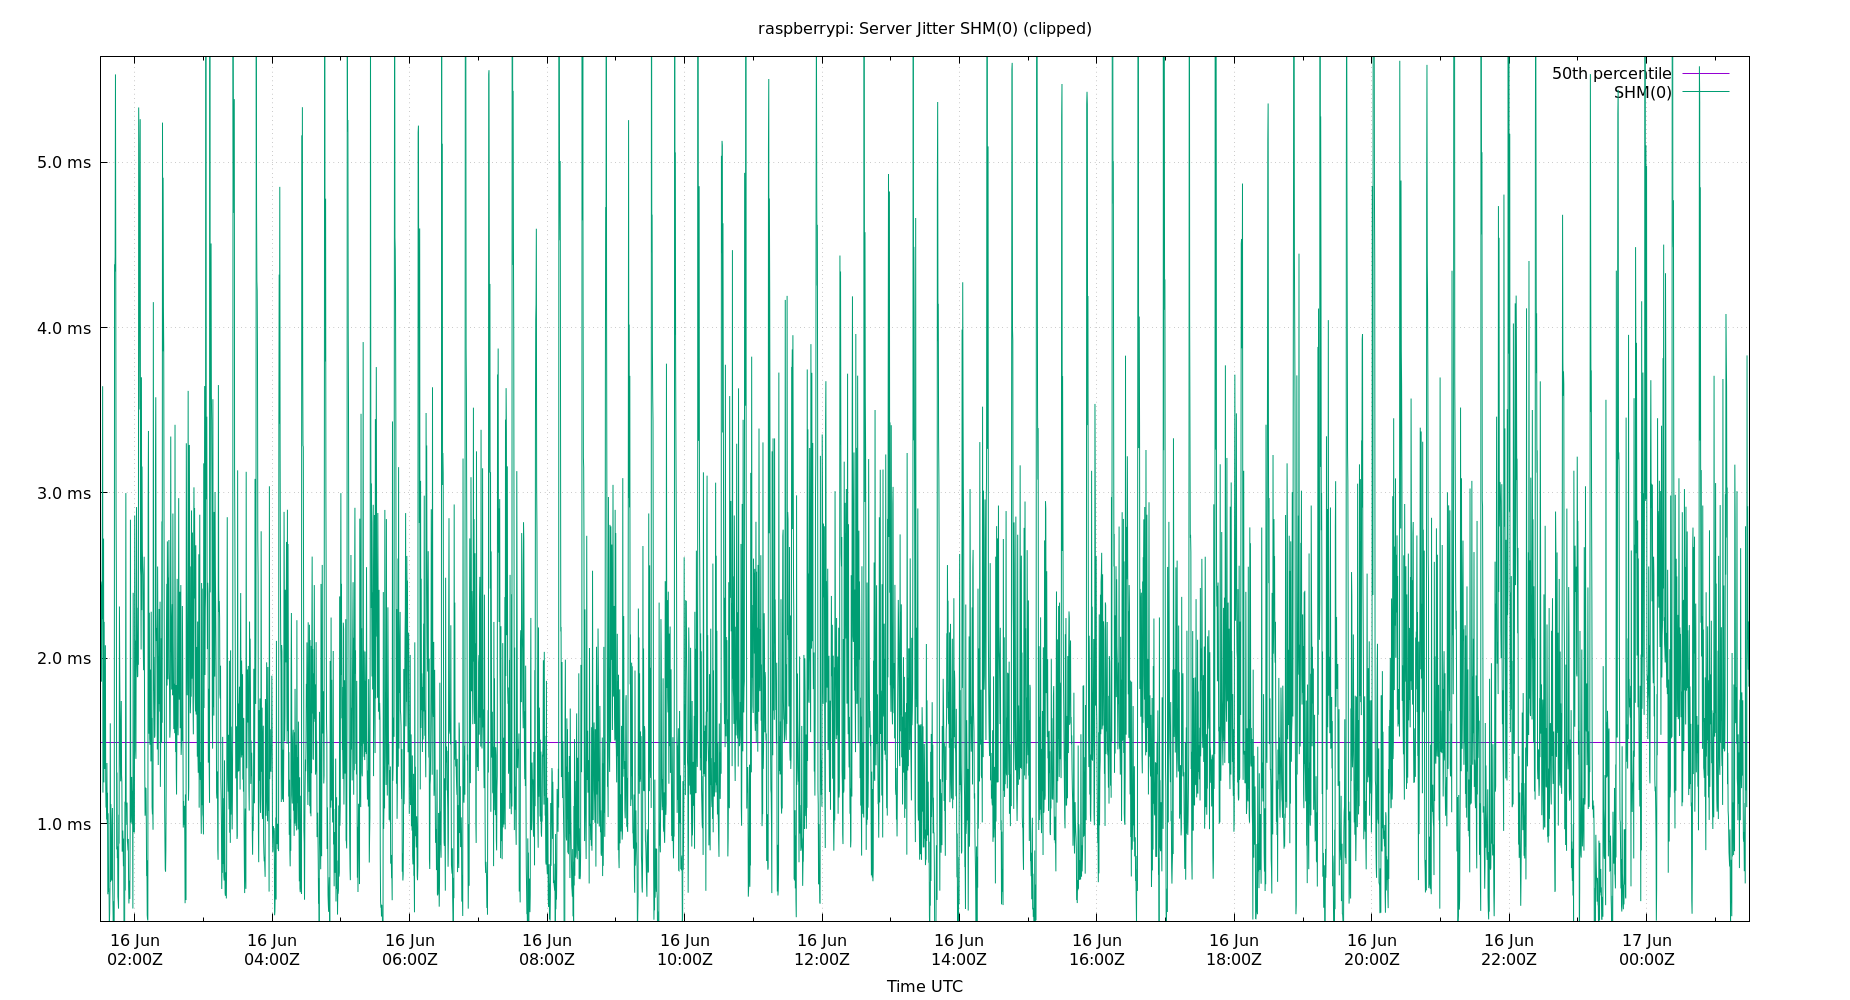 raspberrypi: Server Jitter SHM(0) (clipped)
50th percentile
SHM(0)
5.0 ms
4.0 ms
3.0 ms
2.0 ms
1.0 ms
16 Jun 16 Jun 16 Jun 16 Jun 16 Jun 16 Jun 16 Jun 16 Jun 16 Jun 16 Jun 16 Jun 17 Jun
02:00Z 04:00Z 06:00Z 08:00Z 10:00Z 12:00Z 14:00Z 16:00Z 18:00Z 20:00Z 22:00Z 00:00Z
Time UTC